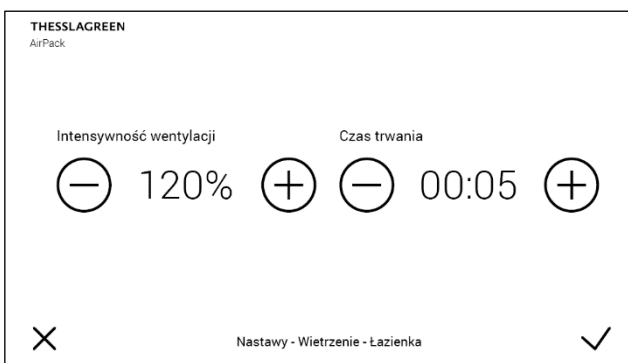 THESSLAGREEN
AirPack
Intensywność wentylacji
Czas trwania
120%
00:05
Nastawy - Wietrzenie - Łazienka